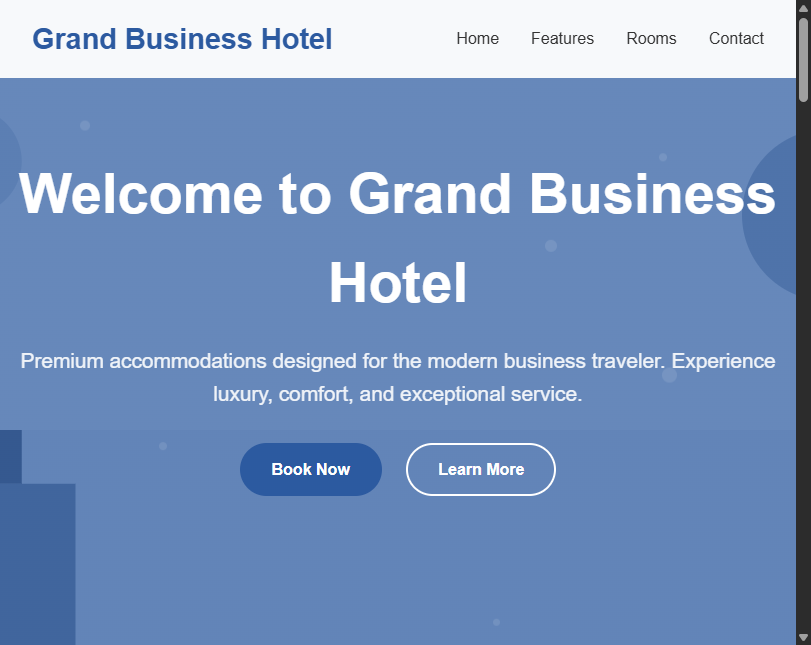 Grand Business Hotel
Home Features Rooms Contact
Welcome to Grand Business
Hotel
Premium accommodations designed for the modern business traveler. Experience
luxury, comfort, and exceptional service.
Book Now Learn More